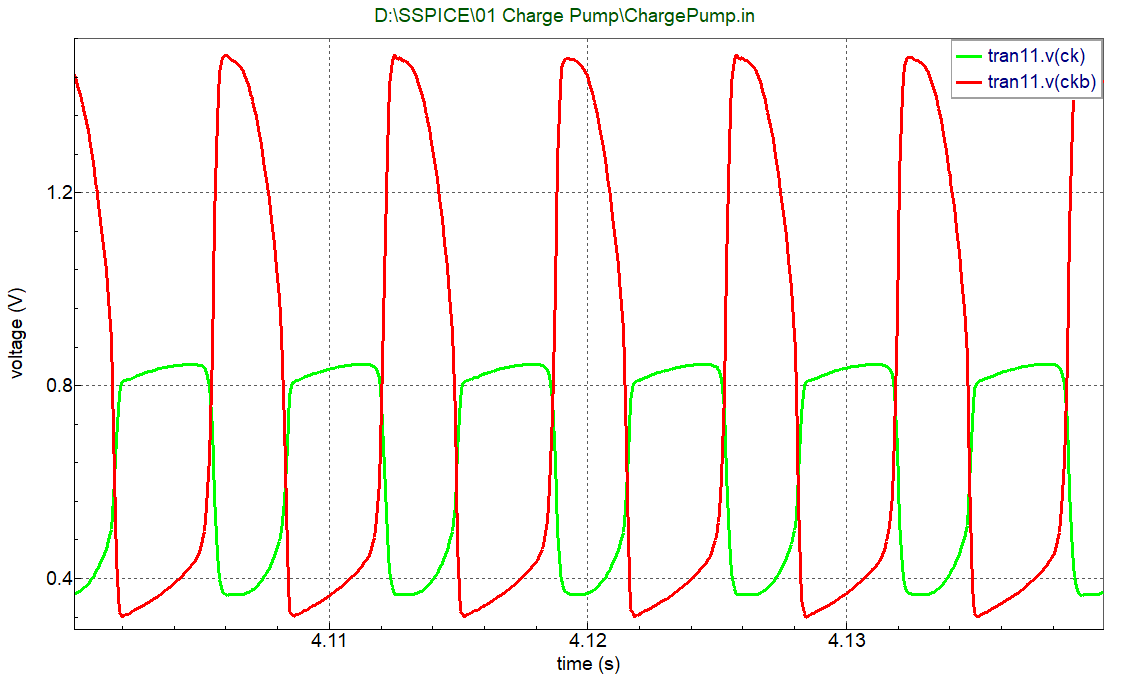 D:\SSPICE\01 Charge Pump\ChargePump.in
tran11.v(ck)
tran11.v(ckb)
1.2
0.8
0.4
voltage (V)
4.11
4.12
4.13
time (s)